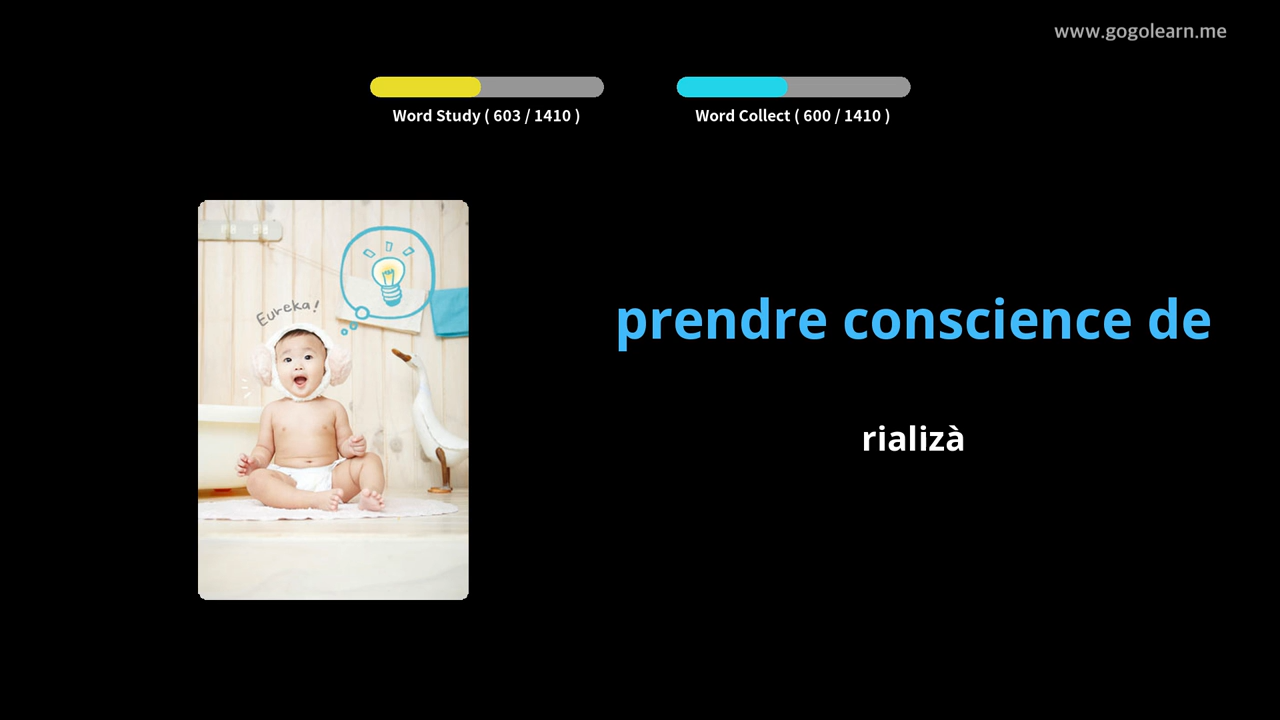 www.gogolearn.me
Word Study ( 603 / 1410 )
Word Collect ( 600 / 1410 )
Eureka!
prendre conscience de
rializà